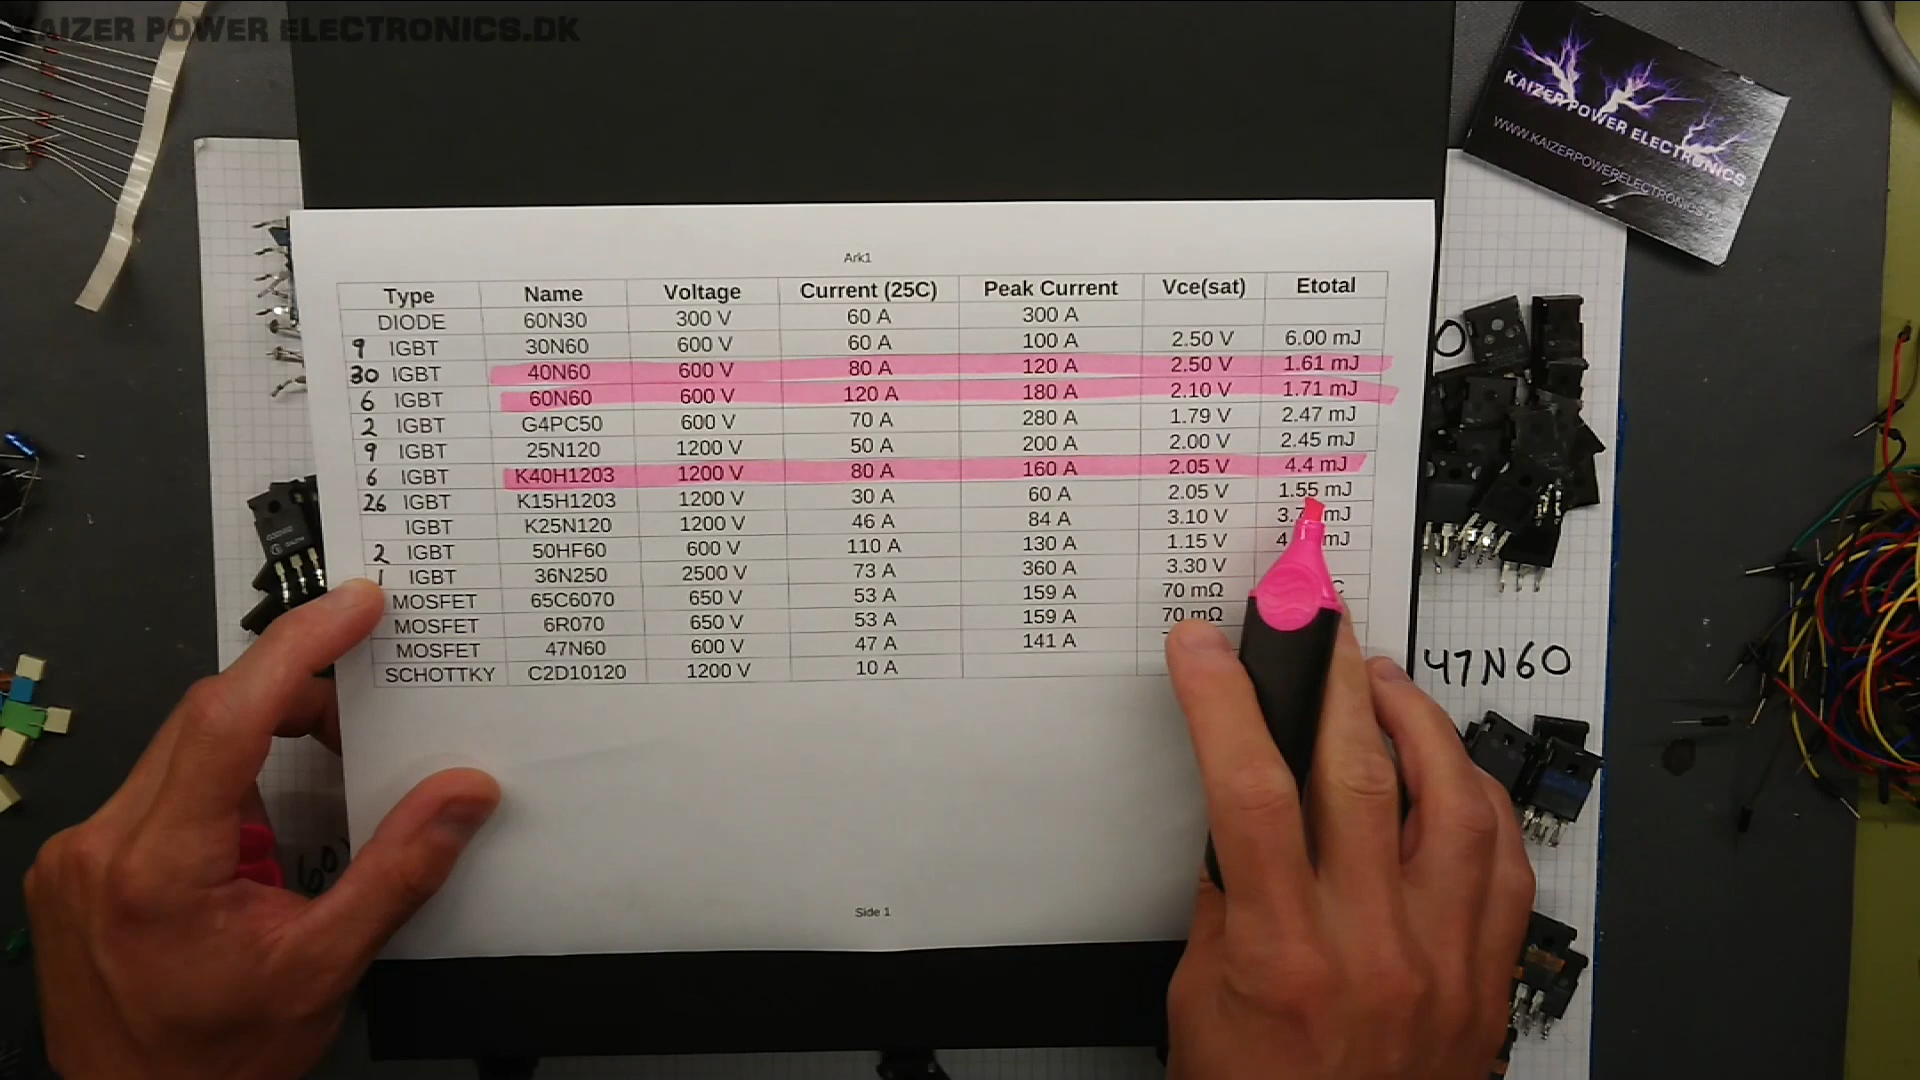 KAIZER POWER ELECTRONICS.DK
KAIZER POWER ELECTRONICS
WWW.KAIZERPOWERELECTRONICS.DK
Ark1
Type Name Voltage Current (25C) Peak Current Vce(sat) Etotal
DIODE 60N30 300 V 60 A 300 A
9 IGBT 30N60 600 V 60 A 100 A 2.50 V 6.00 mJ
30 IGBT 40N60 600 V 80 A 120 A 2.50 V 1.61 mJ
6 IGBT 60N60 600 V 120 A 180 A 2.10 V 1.71 mJ
2 IGBT G4PC50 600 V 70 A 280 A 1.79 V 2.47 mJ
9 IGBT 25N120 1200 V 50 A 200 A 2.00 V 2.45 mJ
6 IGBT K40H1203 1200 V 80 A 160 A 2.05 V 4.4 mJ
26 IGBT K15H1203 1200 V 30 A 60 A 2.05 V 1.55 mJ
IGBT K25N120 1200 V 46 A 84 A 3.10 V mJ
2 IGBT 50HF60 600 V 110 A 130 A 1.15 V mJ
1 IGBT 36N250 2500 V 73 A 360 A 3.30 V
MOSFET 65C6070 650 V 53 A 159 A 70 mΩ
MOSFET 6R070 650 V 53 A 159 A 70 mΩ
MOSFET 47N60 600 V 47 A 141 A
SCHOTTKY C2D10120 1200 V 10 A
47N60
Side 1